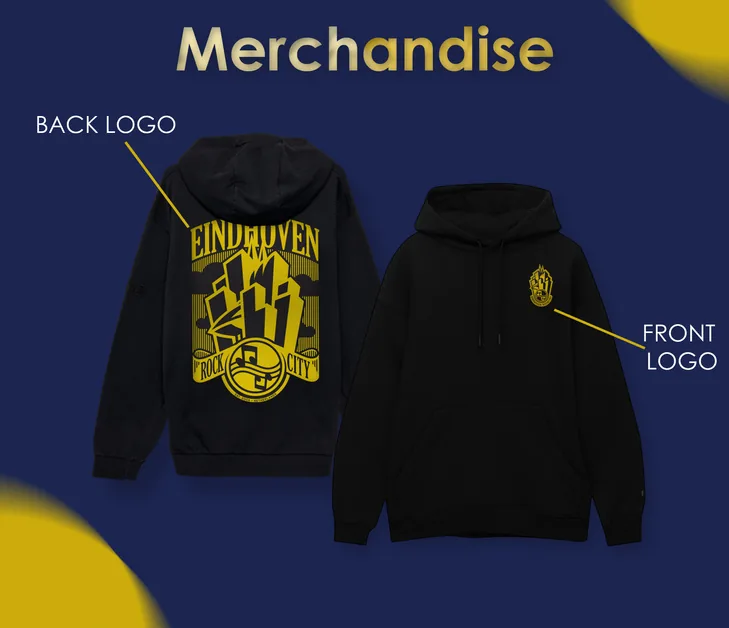 Merchandise
BACK LOGO
EINDHOVEN
ROCK CITY
FRONT
LOGO